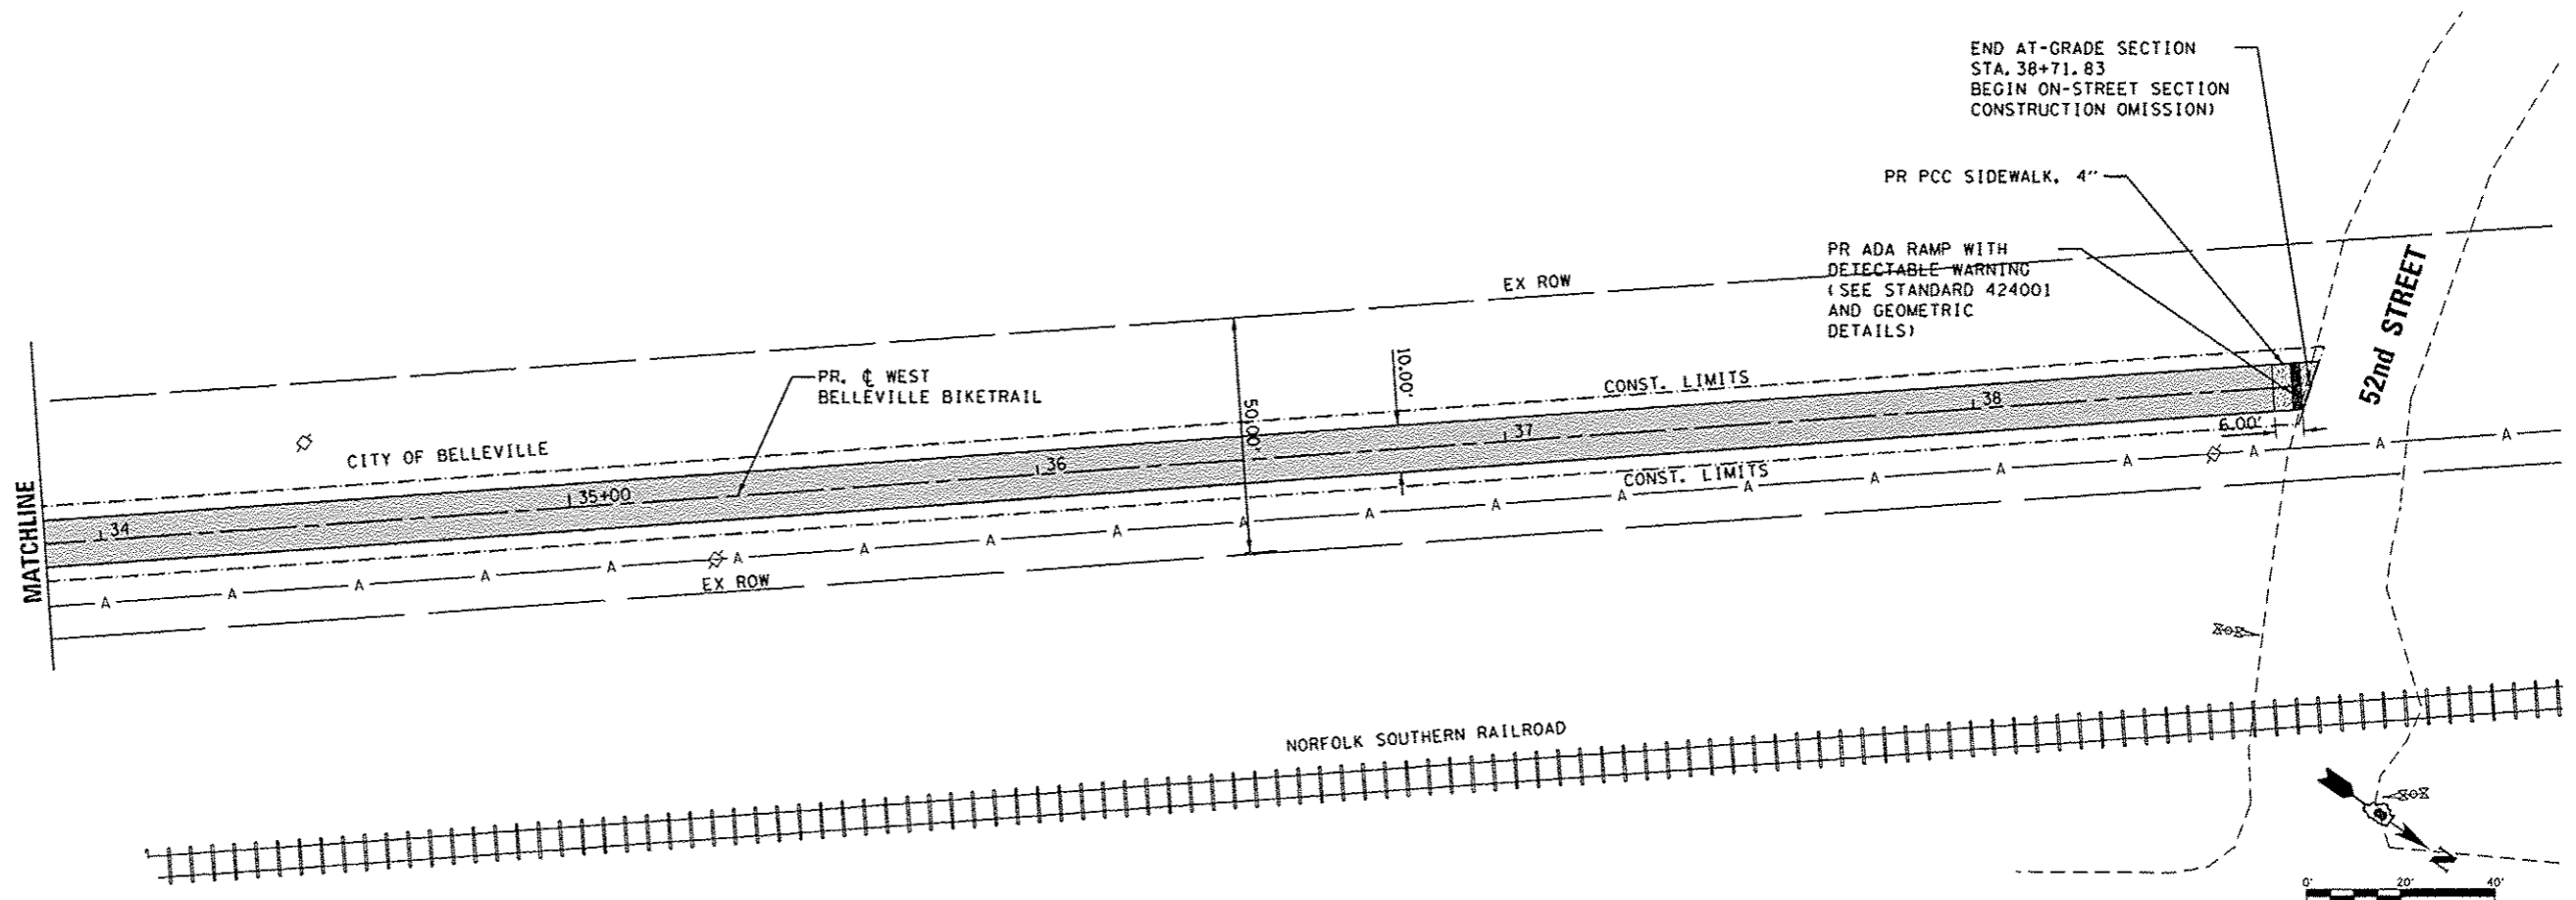 END AT-GRADE SECTION
STA. 38+71.83
BEGIN ON-STREET SECTION
CONSTRUCTION OMISSION)
PR PCC SIDEWALK, 4"
PR ADA RAMP WITH
DETECTABLE WARNING
(SEE STANDARD 424001
AND GEOMETRIC
DETAILS)
EX ROW
52nd STREET
PR. ℄ WEST
BELLEVILLE BIKETRAIL
10.00'
50.00'
CONST. LIMITS
38
37
6.00'
CITY OF BELLEVILLE
36
35+00
34
CONST. LIMITS
MATCHLINE
A A A A A A A A A A A A A A A A A A A A
EX ROW
NORFOLK SOUTHERN RAILROAD
N
0' 20' 40'